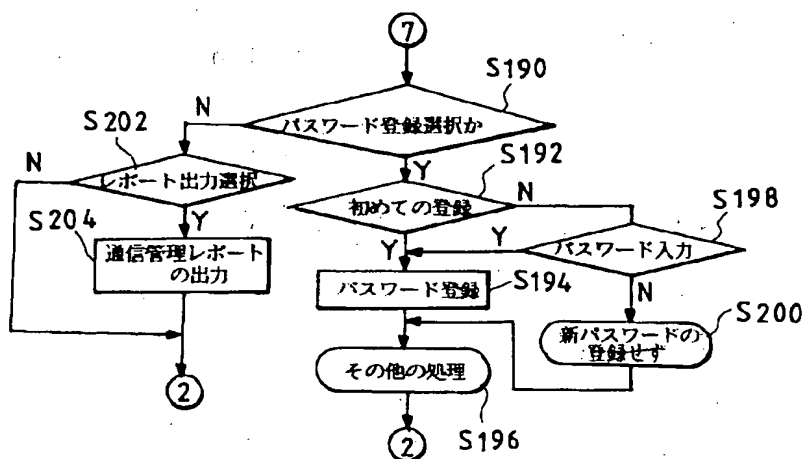 7
S190
N
パスワード登録選択か
S202
Y
S192
N
レポート出力選択
初めての登録
N
S198
Y
Y
Y
パスワード入力
S204
通信管理レポート
の出力
パスワード登録
S194
N
S200
新パスワードの
登録せず
その他の処理
2
S196
2